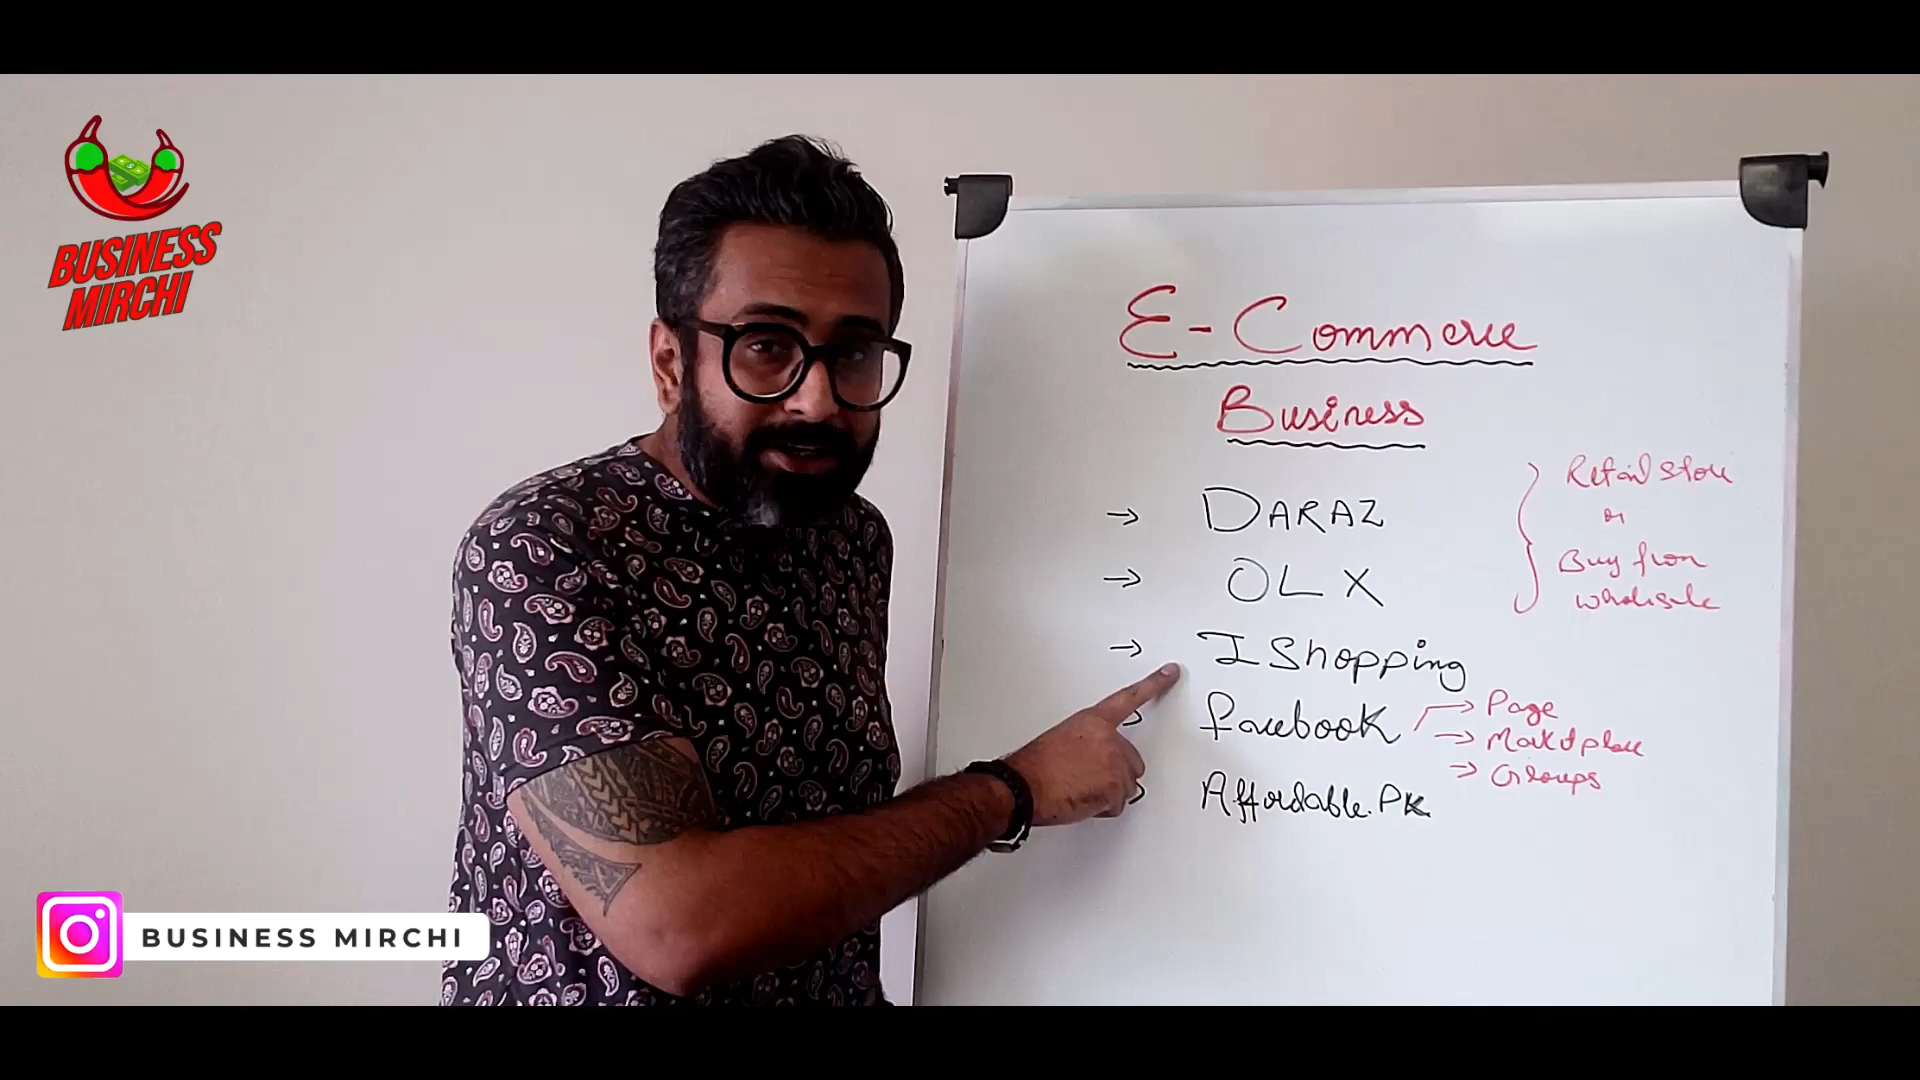 BUSINESS
MIRCHI
E-Commerce
Business
→ DARAZ
→ OLX
→ IShopping
Facebook
→ Page
→ Marketplace
→ Groups
Affordable.Pk
Retail store
or
Buy from
wholesale
BUSINESS MIRCHI